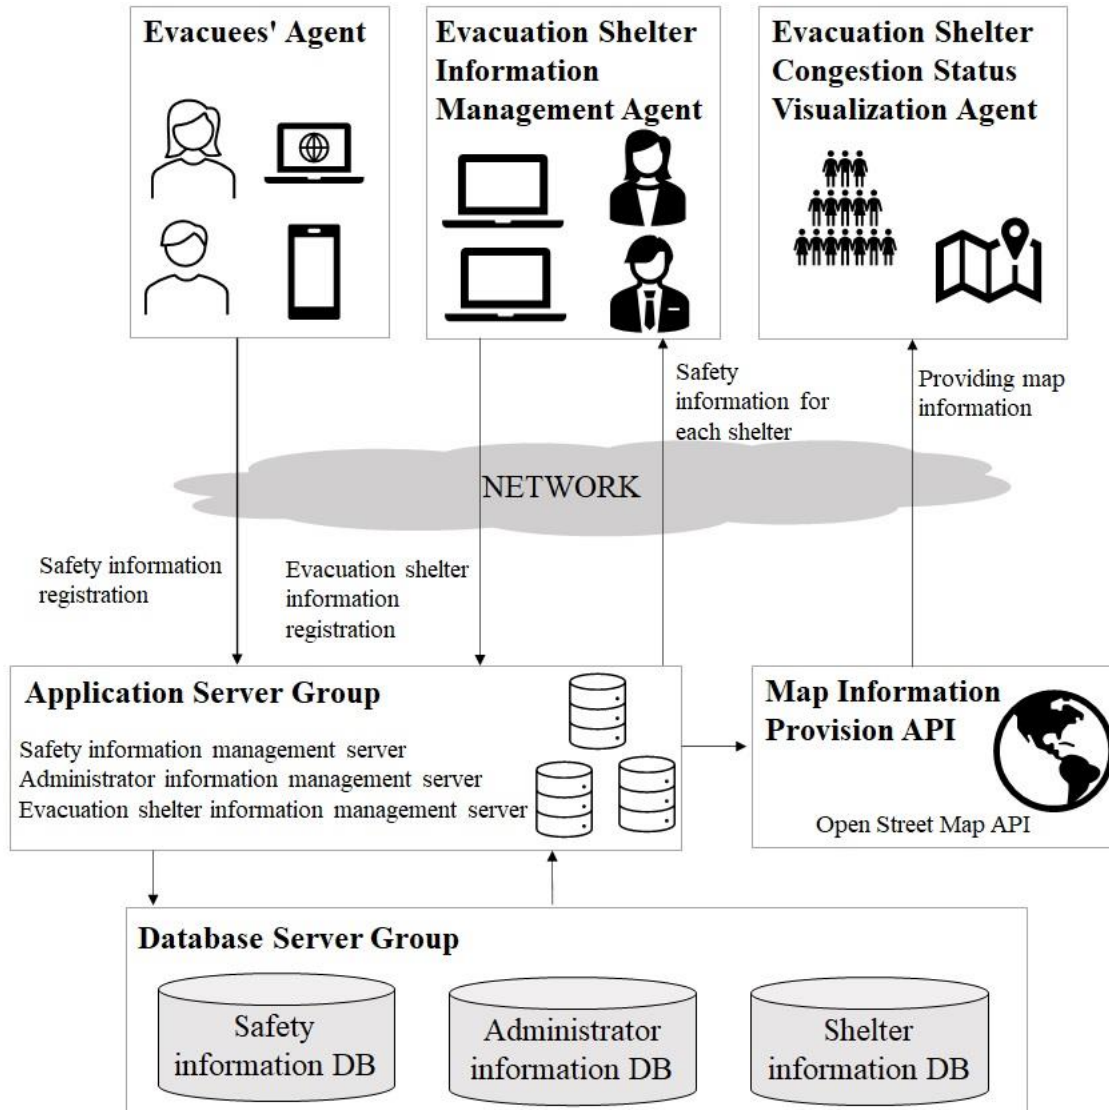 Evacuees' Agent
Evacuation Shelter
Information
Management Agent
Evacuation Shelter
Congestion Status
Visualization Agent
Safety
information for
each shelter
Providing map
information
NETWORK
Safety information
registration
Evacuation shelter
information
registration
Application Server Group
Safety information management server
Administrator information management server
Evacuation shelter information management server
Map Information
Provision API
Open Street Map API
Database Server Group
Safety
information DB
Administrator
information DB
Shelter
information DB